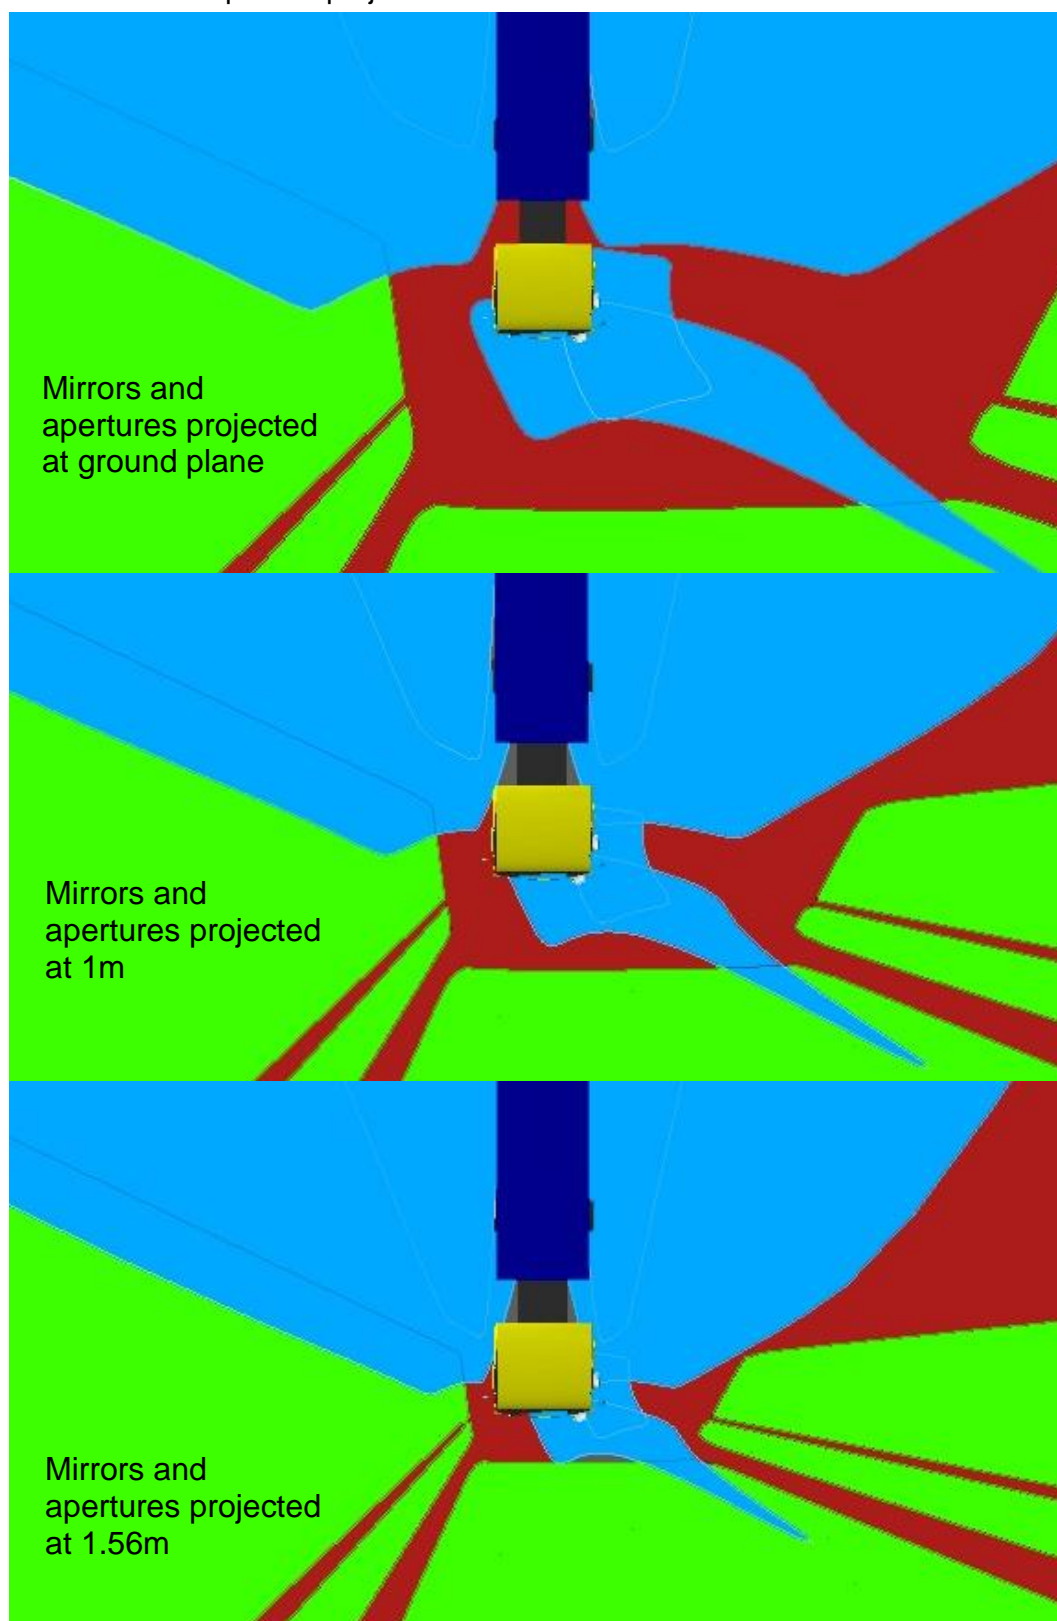 Mirrors and
apertures projected
at ground plane
Mirrors and
apertures projected
at 1m
Mirrors and
apertures projected
at 1.56m